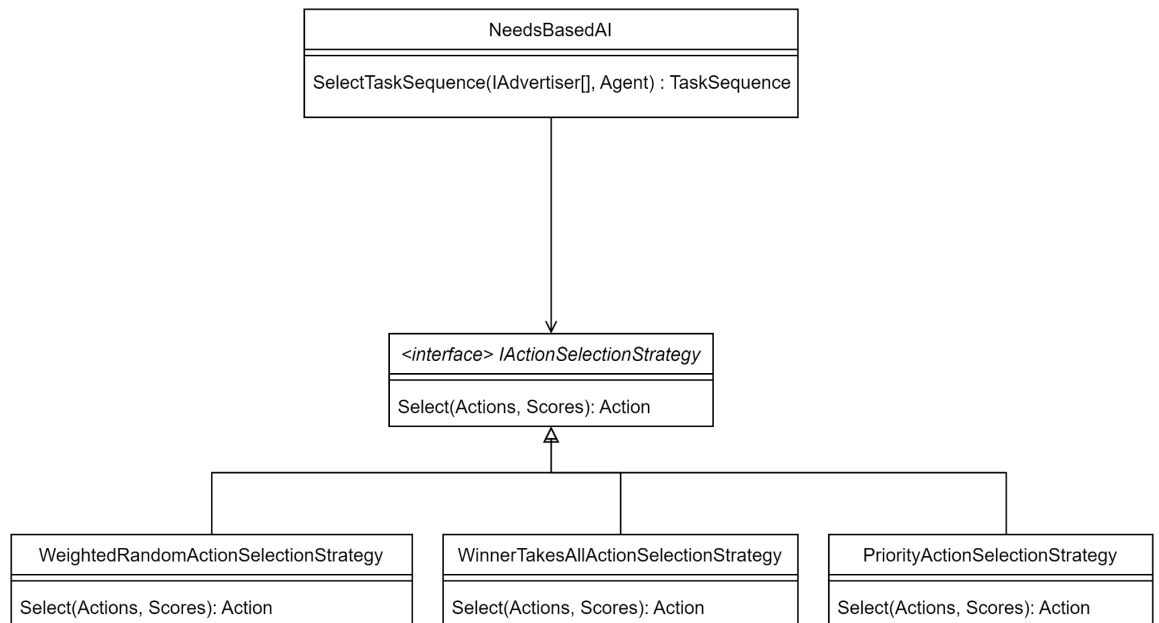 NeedsBasedAI
SelectTaskSequence(IAdvertiser[], Agent) : TaskSequence
<interface> IActionSelectionStrategy
Select(Actions, Scores): Action
WeightedRandomActionSelectionStrategy
Select(Actions, Scores): Action
WinnerTakesAllActionSelectionStrategy
Select(Actions, Scores): Action
PriorityActionSelectionStrategy
Select(Actions, Scores): Action